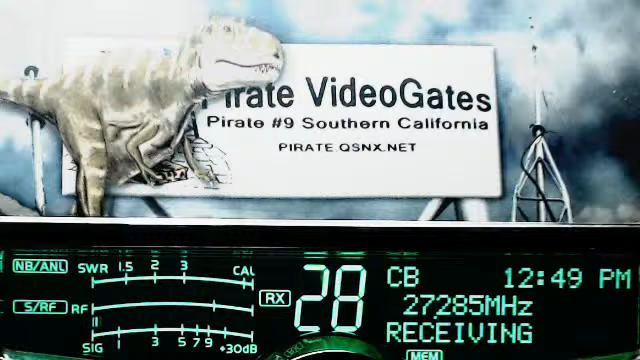 Pirate VideoGates
Pirate #9 Southern California
PIRATE.QSNX.NET
NB/ANL SWR 1.5 2 3 CAL
S/RF RF
SIG 3 5 7 9 +30dB
RX 28
CB 12:49 PM
27285MHz
RECEIVING
MEM